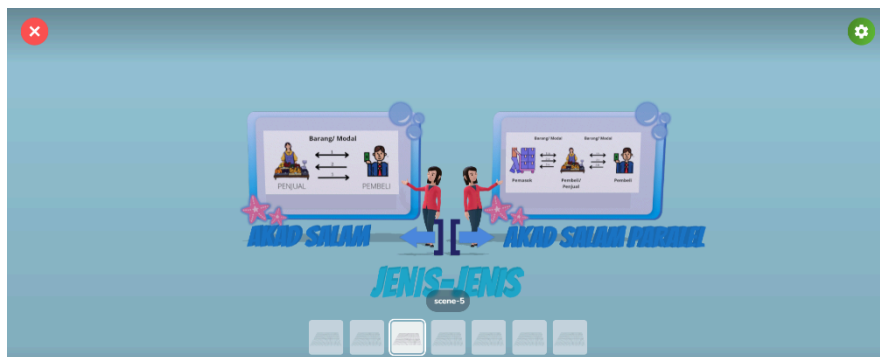 Barang/ Modal
PENJUAL
PEMBELI
Barang/ Modal
Barang/ Modal
Pemasok
Pembeli/
Penjual
Pembeli
AKAD SALAM
AKAD SALAM PARALEL
JENIS-JENIS
scene-5